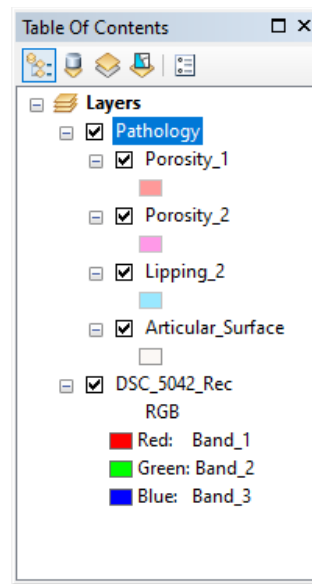 Table Of Contents
Layers
Pathology
Porosity_1
Porosity_2
Lipping_2
Articular_Surface
DSC_5042_Rec
RGB
Red: Band_1
Green: Band_2
Blue: Band_3